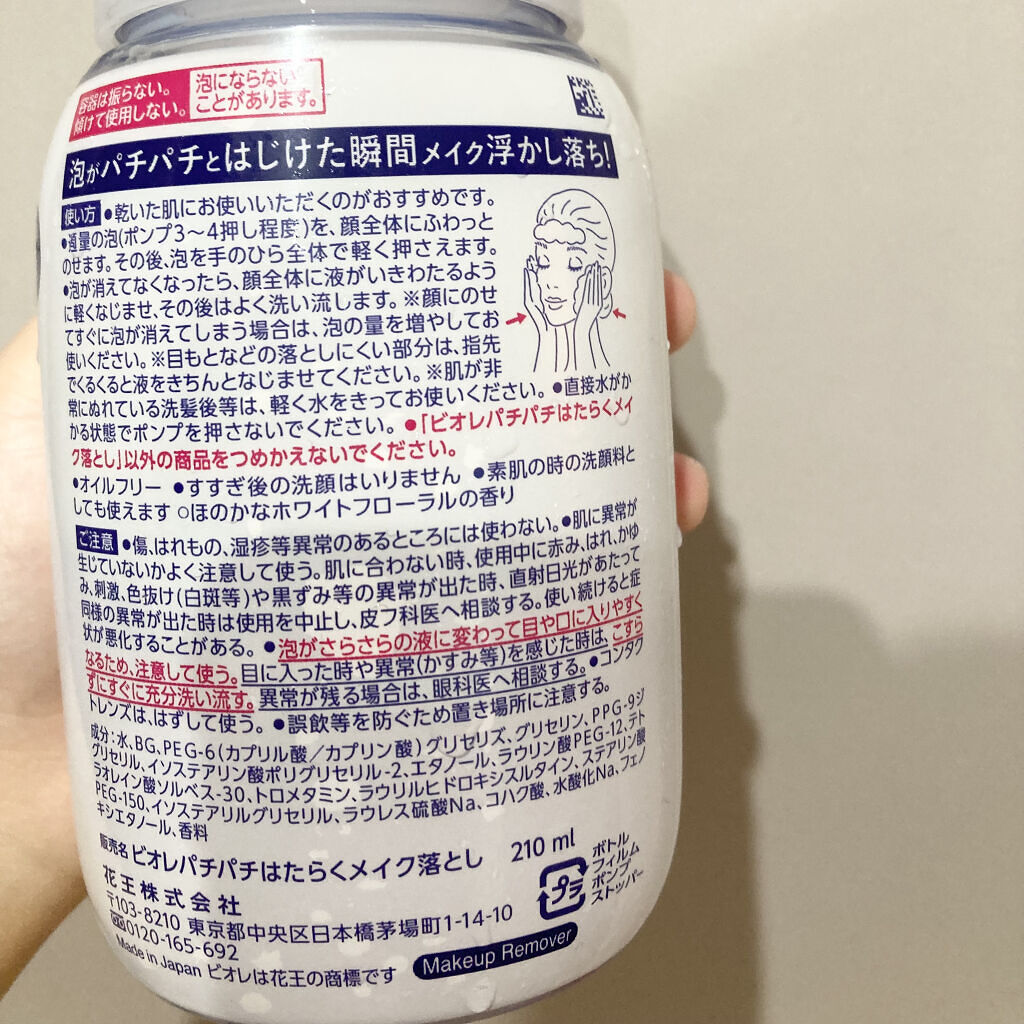 容器は振らない。
傾けて使用しない。
泡にならない
ことがあります。
泡がパチパチとはじけた瞬間メイク浮かし落ち!
使い方 ●乾いた肌にお使いいただくのがおすすめです。
●適量の泡(ポンプ3〜4押し程度)を、顔全体にふわっと
のせます。その後、泡を手のひら全体で軽く押さえます。
●泡が消えてなくなったら、顔全体に液がいきわたるよう
に軽くなじませ、その後はよく洗い流します。※顔にのせ
てすぐに泡が消えてしまう場合は、泡の量を増やしてお
使いください。※目もとなどの落としにくい部分は、指先
でくるくると液をきちんとなじませてください。※肌が非
常にぬれている洗髪後等は、軽く水をきってお使いください。●直接水がか
かる状態でポンプを押さないでください。●「ビオレパチパチはたらくメイ
ク落とし」以外の商品をつめかえないでください。
●オイルフリー ●すすぎ後の洗顔はいりません ●素肌の時の洗顔料と
しても使えます ○ほのかなホワイトフローラルの香り
ご注意 ●傷、はれもの、湿疹等異常のあるところには使わない。●肌に異常が
生じていないかよく注意して使う。肌に合わない時、使用中に赤み、はれ、かゆ
み、刺激、色抜け(白斑等)や黒ずみ等の異常が出た時、直射日光があたって
同様の異常が出た時は使用を中止し、皮フ科医へ相談する。使い続けると症
状が悪化することがある。●泡がさらさらの液に変わって目や口に入りやすく
なるため、注意して使う。目に入った時や異常(かすみ等)を感じた時は、こすら
ずにすぐに充分洗い流す。異常が残る場合は、眼科医へ相談する。●コンタク
トレンズは、はずして使う。●誤飲等を防ぐため置き場所に注意する。
成分:水、BG、PEG-6(カプリル酸/カプリン酸)グリセリズ、グリセリン、PPG-9ジ
グリセリル、イソステアリン酸ポリグリセリル-2、エタノール、ラウリン酸PEG-12、テト
ラオレイン酸ソルベス-30、トロメタミン、ラウリルヒドロキシスルタイン、ステアリン酸
PEG-150、イソステアリルグリセリル、ラウレス硫酸Na、コハク酸、水酸化Na、フェノ
キシエタノール、香料
販売名 ビオレパチパチはたらくメイク落とし 210 ml
花王株式会社
〒103-8210 東京都中央区日本橋茅場町1-14-10
0120-165-692
Made in Japan ビオレは花王の商標です
Makeup Remover
プラ
ボトル
フィルム
ポンプ
ストッパー